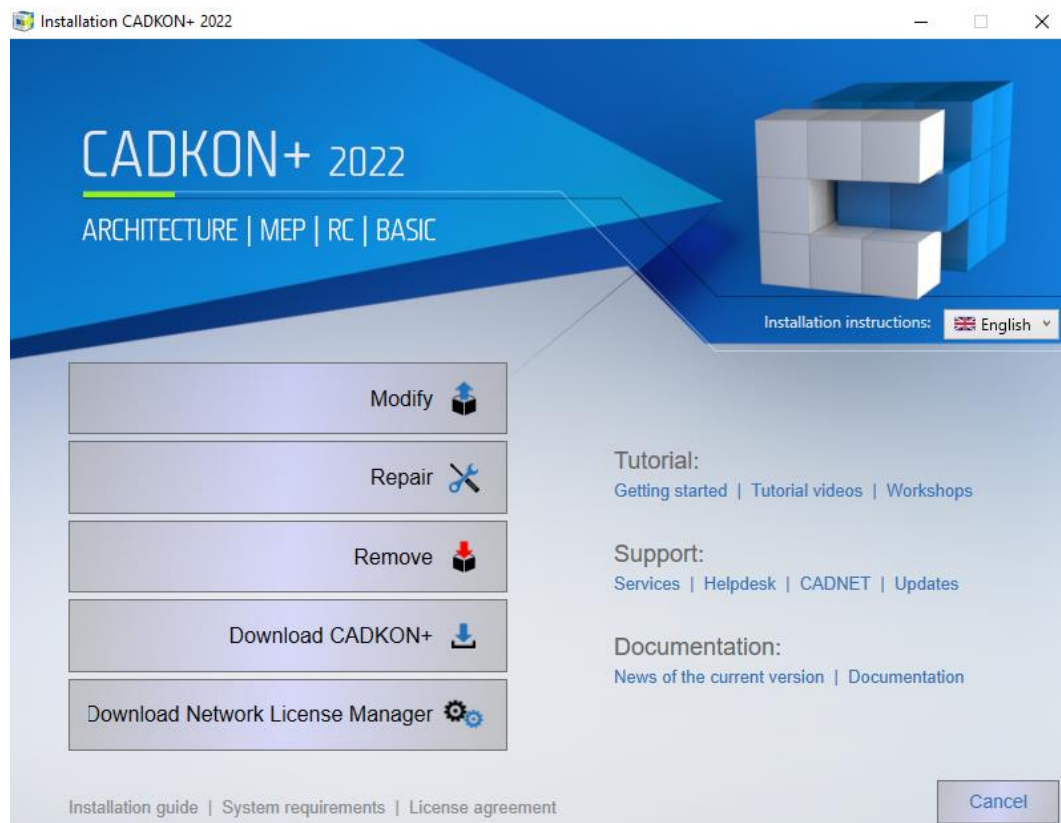 Installation CADKON+ 2022
CADKON+ 2022
ARCHITECTURE | MEP | RC | BASIC
Installation instructions: English
Modify
Repair
Remove
Download CADKON+
Download Network License Manager
Tutorial:
Getting started | Tutorial videos | Workshops
Support:
Services | Helpdesk | CADNET | Updates
Documentation:
News of the current version | Documentation
Installation guide | System requirements | License agreement
Cancel